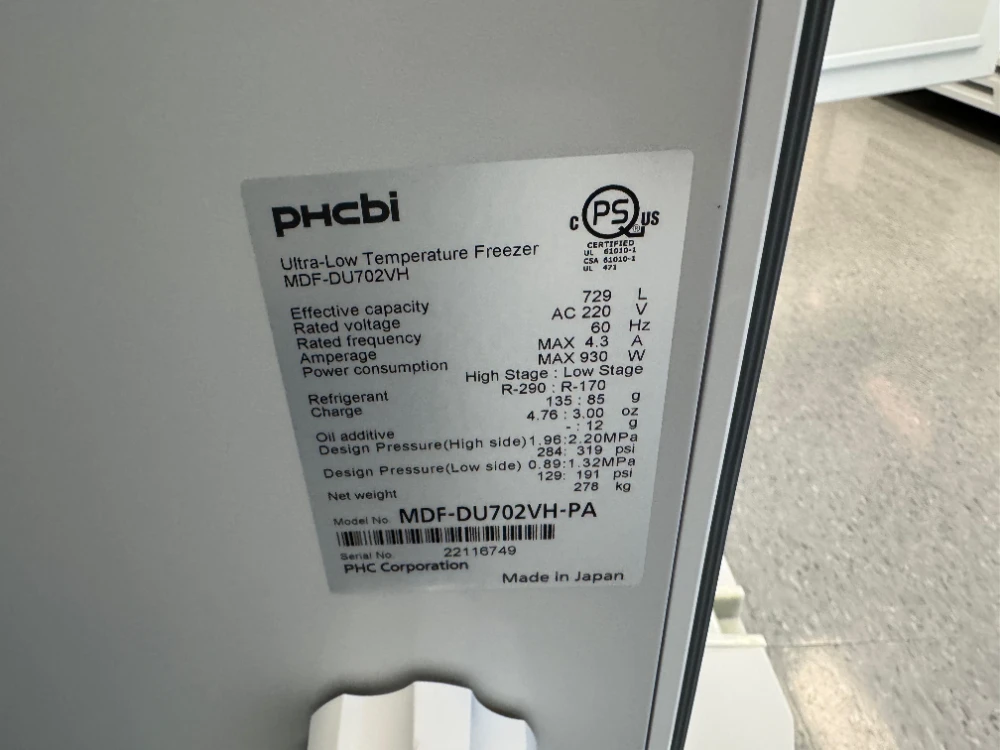 PHCbi
C PS US
CERTIFIED
UL 61010-1
CSA 61010-1
UL 471
Ultra-Low Temperature Freezer
MDF-DU702VH
Effective capacity 729 L
Rated voltage AC 220 V
Rated frequency 60 Hz
Amperage MAX 4.3 A
Power consumption MAX 930 W
High Stage : Low Stage
Refrigerant R-290 : R-170
Charge 135 : 85 g
4.76 : 3.00 oz
Oil additive - : 12 g
Design Pressure(High side) 1.96:2.20MPa
284: 319 psi
Design Pressure(Low side) 0.89:1.32MPa
129: 191 psi
Net weight 278 kg
Model No. MDF-DU702VH-PA
Serial No. 22116749
PHC Corporation
Made in Japan